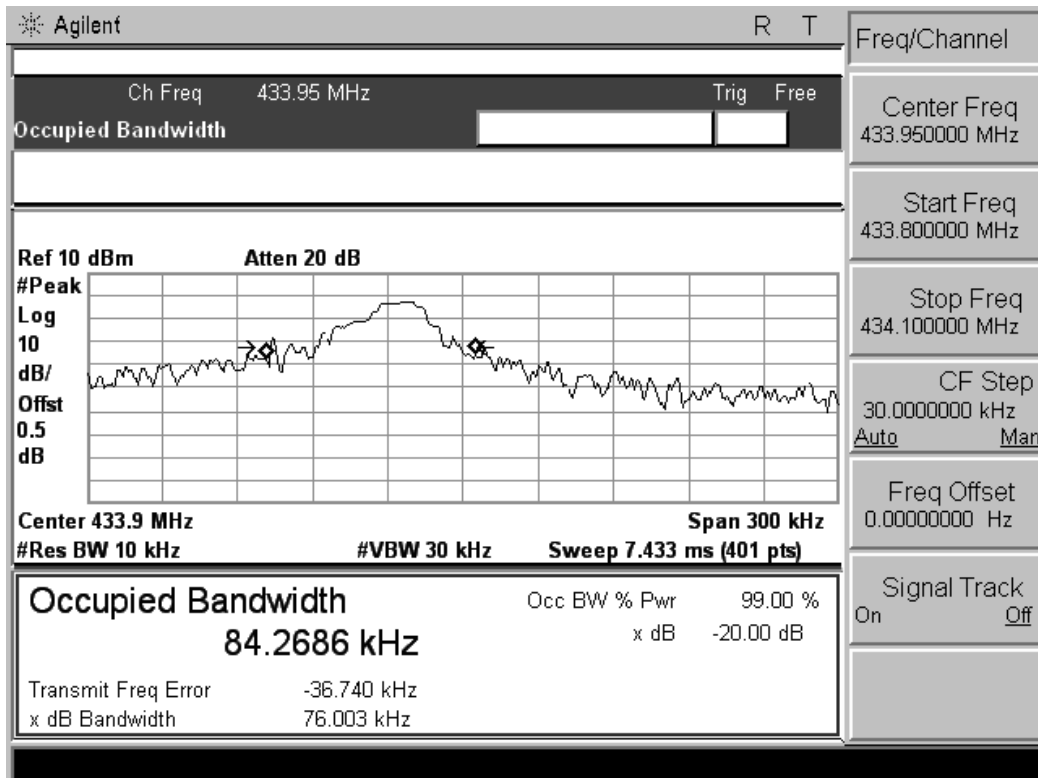 Agilent R T
Ch Freq 433.95 MHz Trig Free
Occupied Bandwidth
Ref 10 dBm Atten 20 dB
#Peak
Log
10
dB/
Offst
0.5
dB
Center 433.9 MHz Span 300 kHz
#Res BW 10 kHz #VBW 30 kHz Sweep 7.433 ms (401 pts)
Occupied Bandwidth
84.2686 kHz
Occ BW % Pwr 99.00 %
x dB -20.00 dB
Transmit Freq Error -36.740 kHz
x dB Bandwidth 76.003 kHz
Freq/Channel
Center Freq
433.950000 MHz
Start Freq
433.800000 MHz
Stop Freq
434.100000 MHz
CF Step
30.0000000 kHz
Auto Man
Freq Offset
0.00000000 Hz
Signal Track
On Off